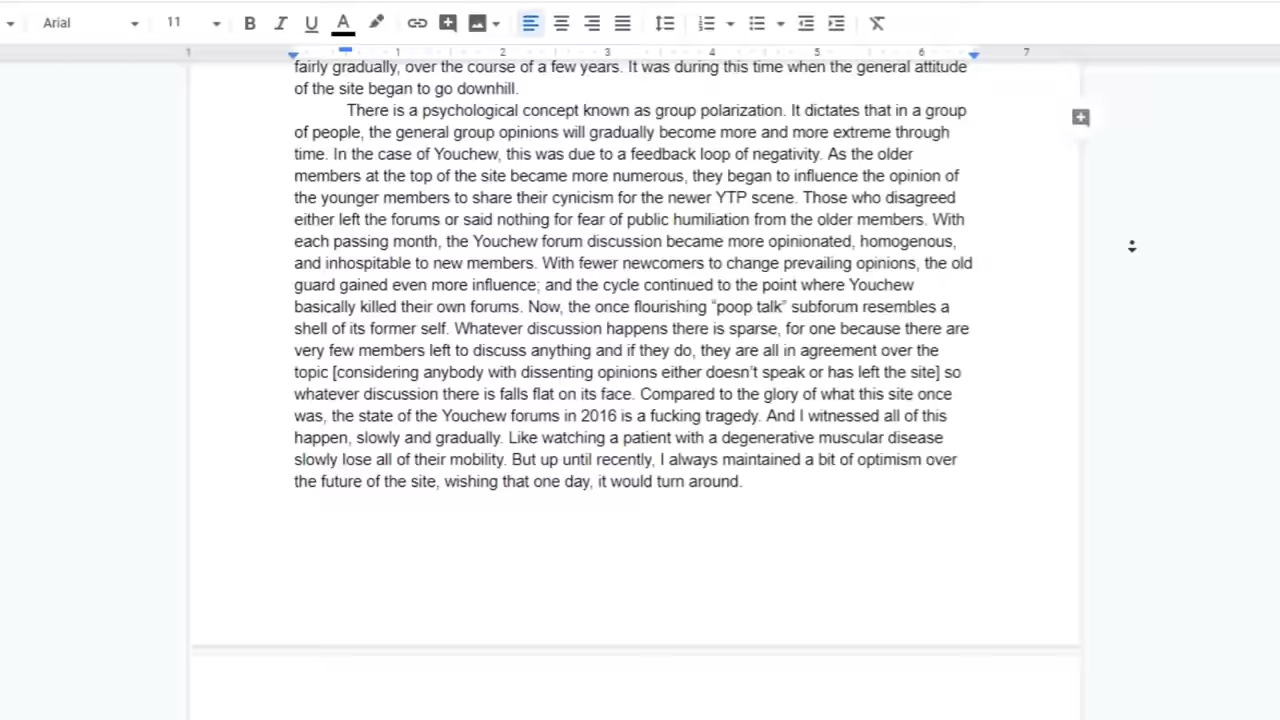 Arial 11 B I U A
1 1 2 3 4 5 6 7
fairly gradually, over the course of a few years. It was during this time when the general attitude
of the site began to go downhill.
There is a psychological concept known as group polarization. It dictates that in a group
of people, the general group opinions will gradually become more and more extreme through
time. In the case of Youchew, this was due to a feedback loop of negativity. As the older
members at the top of the site became more numerous, they began to influence the opinion of
the younger members to share their cynicism for the newer YTP scene. Those who disagreed
either left the forums or said nothing for fear of public humiliation from the older members. With
each passing month, the Youchew forum discussion became more opinionated, homogenous,
and inhospitable to new members. With fewer newcomers to change prevailing opinions, the old
guard gained even more influence; and the cycle continued to the point where Youchew
basically killed their own forums. Now, the once flourishing “poop talk” subforum resembles a
shell of its former self. Whatever discussion happens there is sparse, for one because there are
very few members left to discuss anything and if they do, they are all in agreement over the
topic [considering anybody with dissenting opinions either doesn’t speak or has left the site] so
whatever discussion there is falls flat on its face. Compared to the glory of what this site once
was, the state of the Youchew forums in 2016 is a fucking tragedy. And I witnessed all of this
happen, slowly and gradually. Like watching a patient with a degenerative muscular disease
slowly lose all of their mobility. But up until recently, I always maintained a bit of optimism over
the future of the site, wishing that one day, it would turn around.